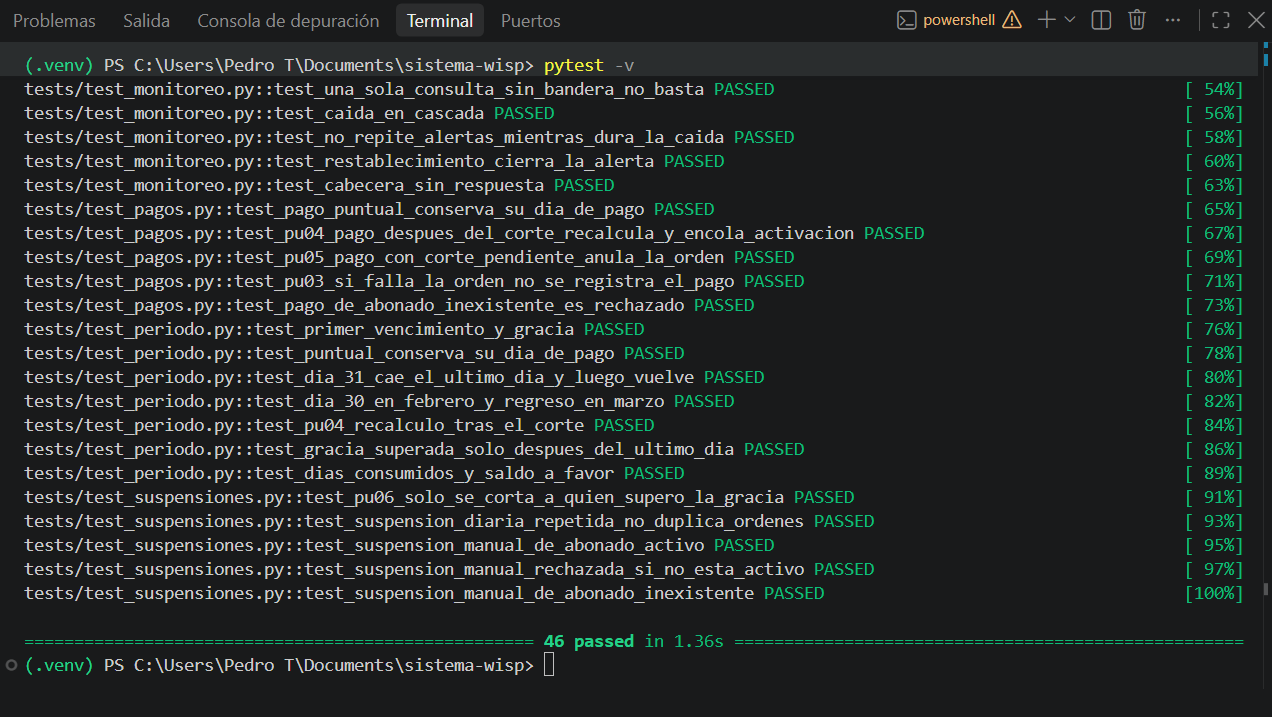 Problemas Salida Consola de depuración Terminal Puertos powershell
(.venv) PS C:\Users\Pedro T\Documents\sistema-wisp> pytest -v
tests/test_monitoreo.py::test_una_sola_consulta_sin_bandera_no_basta PASSED [ 54%]
tests/test_monitoreo.py::test_caida_en_cascada PASSED [ 56%]
tests/test_monitoreo.py::test_no_repite_alertas_mientras_dura_la_caida PASSED [ 58%]
tests/test_monitoreo.py::test_restablecimiento_cierra_la_alerta PASSED [ 60%]
tests/test_monitoreo.py::test_cabecera_sin_respuesta PASSED [ 63%]
tests/test_pagos.py::test_pago_puntual_conserva_su_dia_de_pago PASSED [ 65%]
tests/test_pagos.py::test_pu04_pago_despues_del_corte_recalcula_y_encola_activacion PASSED [ 67%]
tests/test_pagos.py::test_pu05_pago_con_corte_pendiente_anula_la_orden PASSED [ 69%]
tests/test_pagos.py::test_pu03_si_falla_la_orden_no_se_registra_el_pago PASSED [ 71%]
tests/test_pagos.py::test_pago_de_abonado_inexistente_es_rechazado PASSED [ 73%]
tests/test_periodo.py::test_primer_vencimiento_y_gracia PASSED [ 76%]
tests/test_periodo.py::test_puntual_conserva_su_dia_de_pago PASSED [ 78%]
tests/test_periodo.py::test_dia_31_cae_el_ultimo_dia_y_luego_vuelve PASSED [ 80%]
tests/test_periodo.py::test_dia_30_en_febrero_y_regreso_en_marzo PASSED [ 82%]
tests/test_periodo.py::test_pu04_recalculo_tras_el_corte PASSED [ 84%]
tests/test_periodo.py::test_gracia_superada_solo_despues_del_ultimo_dia PASSED [ 86%]
tests/test_periodo.py::test_dias_consumidos_y_saldo_a_favor PASSED [ 89%]
tests/test_suspensiones.py::test_pu06_solo_se_corta_a_quien_supero_la_gracia PASSED [ 91%]
tests/test_suspensiones.py::test_suspension_diaria_repetida_no_duplica_ordenes PASSED [ 93%]
tests/test_suspensiones.py::test_suspension_manual_de_abonado_activo PASSED [ 95%]
tests/test_suspensiones.py::test_suspension_manual_rechazada_si_no_esta_activo PASSED [ 97%]
tests/test_suspensiones.py::test_suspension_manual_de_abonado_inexistente PASSED [100%]
=================================================== 46 passed in 1.36s ===================================================
(.venv) PS C:\Users\Pedro T\Documents\sistema-wisp>